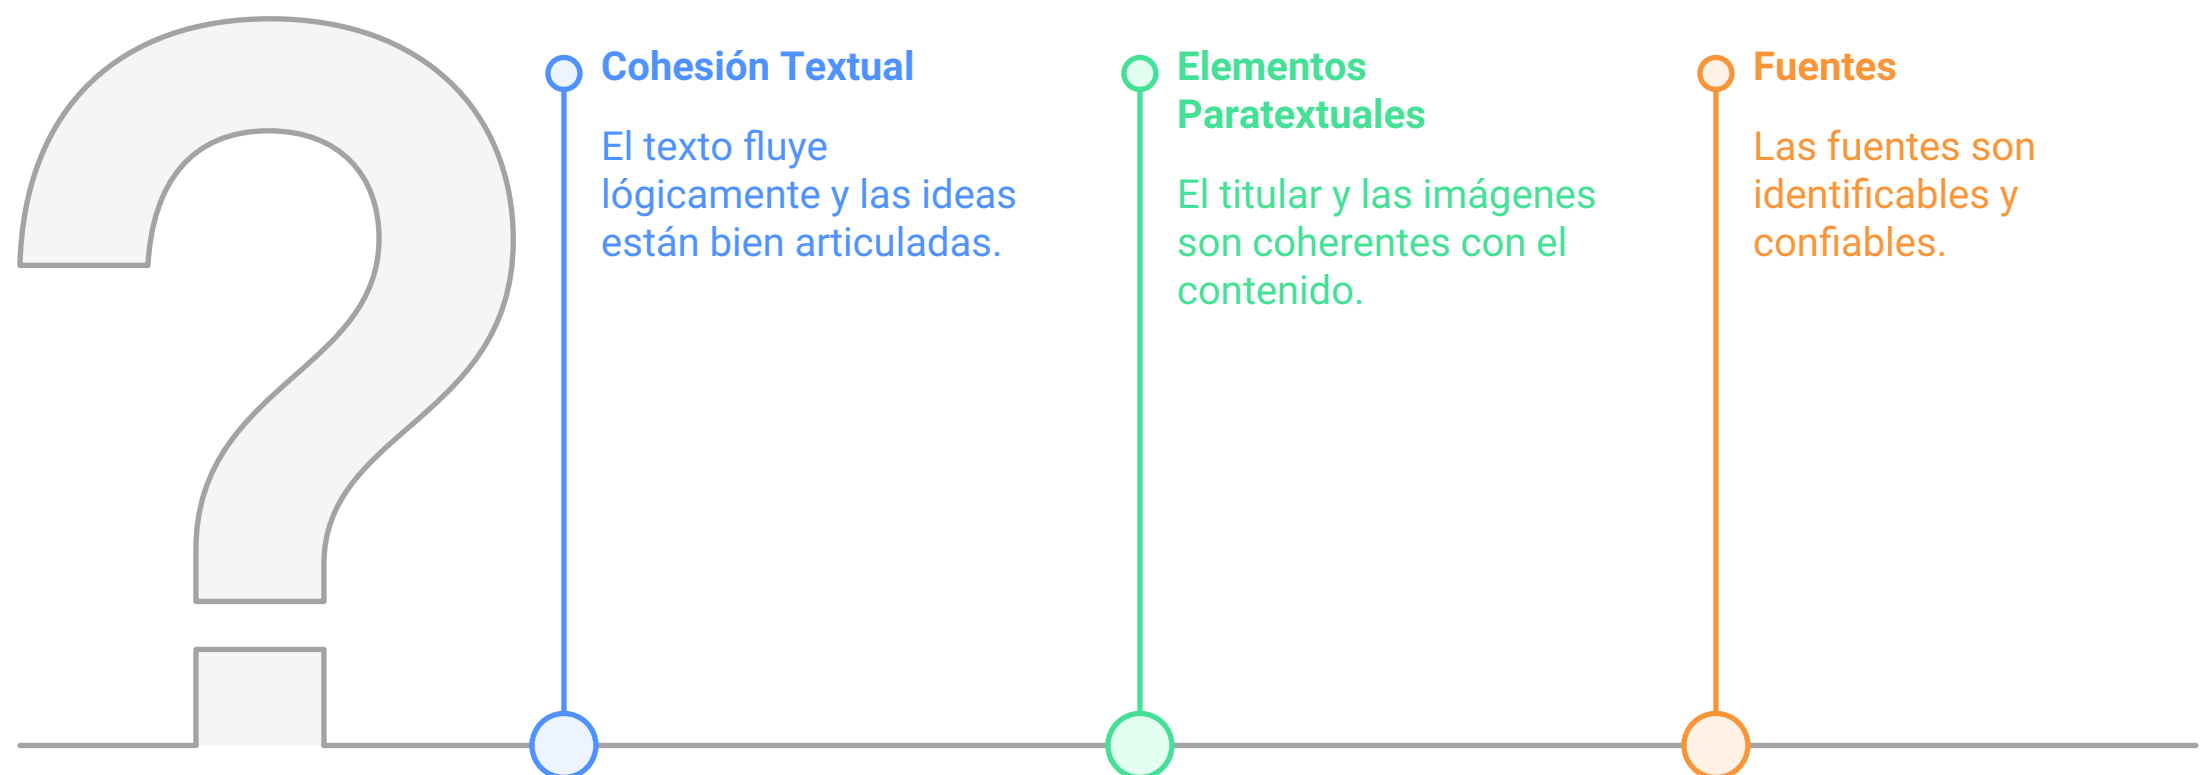 Cohesión Textual
El texto fluye
lógicamente y las ideas
están bien articuladas.
Elementos
Paratextuales
El titular y las imágenes
son coherentes con el
contenido.
Fuentes
Las fuentes son
identificables y
confiables.